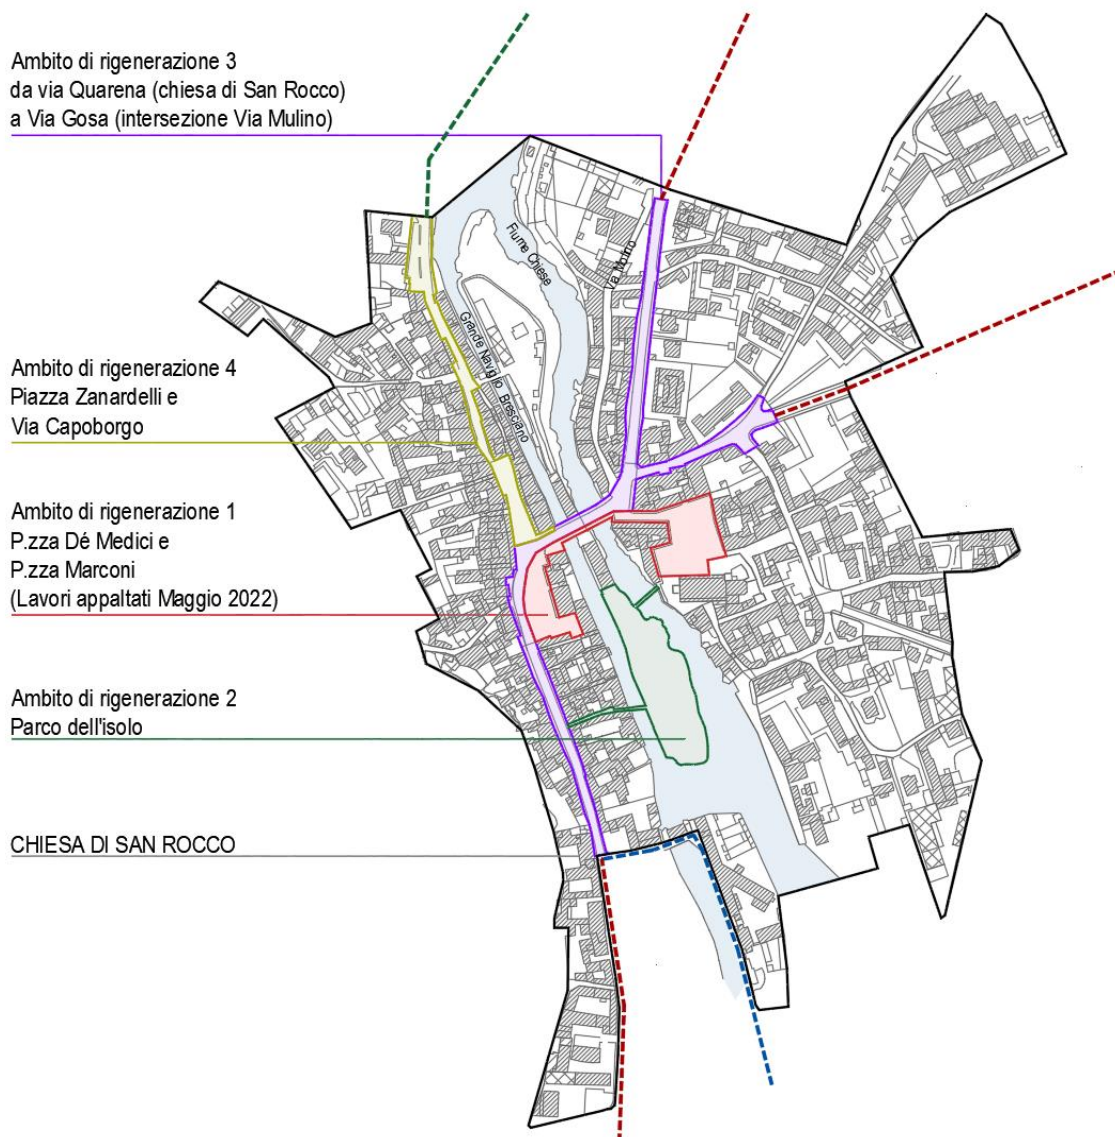 Ambito di rigenerazione 3
da via Quarena (chiesa di San Rocco)
a Via Gosa (intersezione Via Mulino)
Fiume Chiese
Via Mulino
Grande Naviglio Bresciano
Ambito di rigenerazione 4
Piazza Zanardelli e
Via Capoborgo
Ambito di rigenerazione 1
P.zza Dé Medici e
P.zza Marconi
(Lavori appaltati Maggio 2022)
Ambito di rigenerazione 2
Parco dell'isolo
CHIESA DI SAN ROCCO